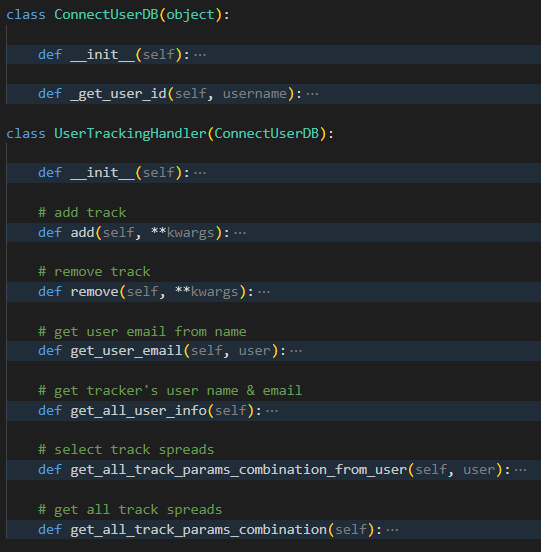 class ConnectUserDB(object):
def __init__(self): ···
def _get_user_id(self, username): ···
class UserTrackingHandler(ConnectUserDB):
def __init__(self): ···
# add track
def add(self, **kwargs): ···
# remove track
def remove(self, **kwargs): ···
# get user email from name
def get_user_email(self, user): ···
# get tracker's user name & email
def get_all_user_info(self): ···
# select track spreads
def get_all_track_params_combination_from_user(self, user): ···
# get all track spreads
def get_all_track_params_combination(self): ···